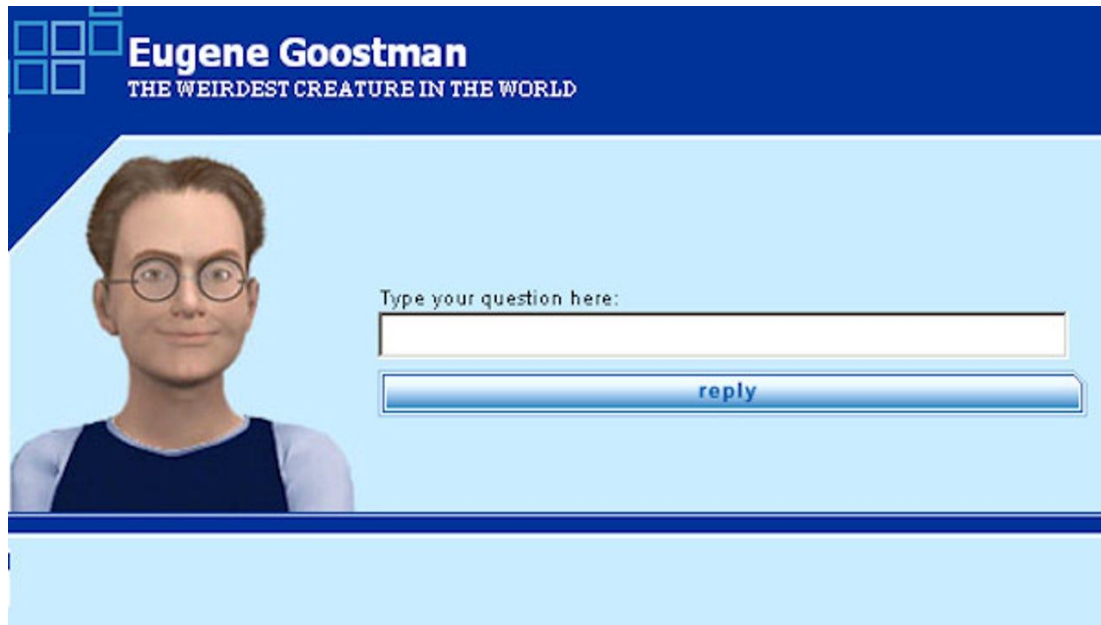 Eugene Goostman
THE WEIRDEST CREATURE IN THE WORLD
Type your question here:
reply